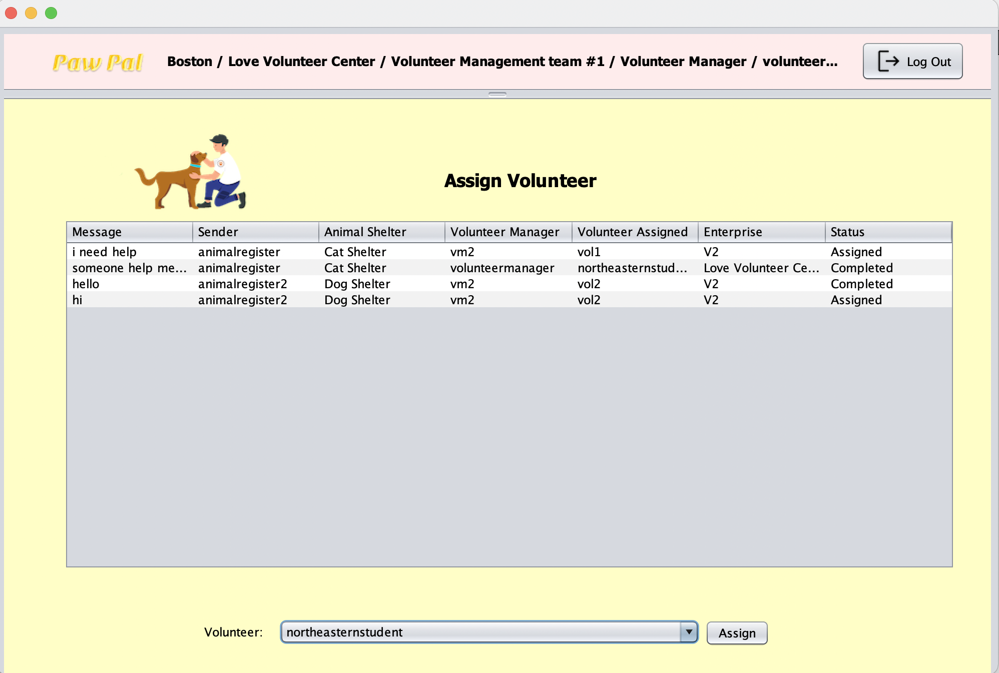 Paw Pal Boston / Love Volunteer Center / Volunteer Management team #1 / Volunteer Manager / volunteer... Log Out
Assign Volunteer
Message Sender Animal Shelter Volunteer Manager Volunteer Assigned Enterprise Status
i need help animalregister Cat Shelter vm2 vol1 V2 Assigned
someone help me... animalregister Cat Shelter volunteermanager northeasternstud... Love Volunteer Ce... Completed
hello animalregister2 Dog Shelter vm2 vol2 V2 Completed
hi animalregister2 Dog Shelter vm2 vol2 V2 Assigned
Volunteer: northeasternstudent Assign